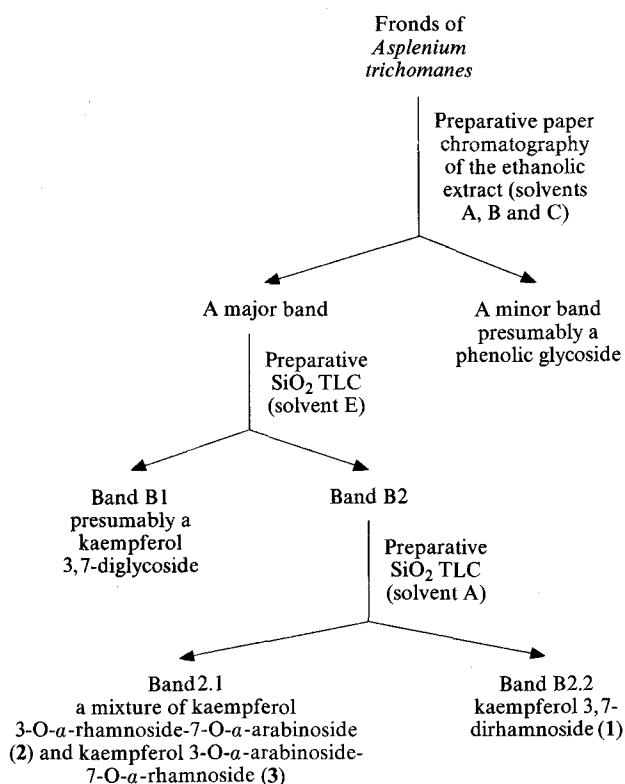 Fronds of
Asplenium
trichomanes
Preparative paper
chromatography
of the ethanolic
extract (solvents
A, B and C)
A major band
A minor band
presumably a
phenolic glycoside
Preparative
SiO₂ TLC
(solvent E)
Band B1
presumably a
kaempferol
3,7-diglycoside
Band B2
Preparative
SiO₂ TLC
(solvent A)
Band2.1
a mixture of kaempferol
3-O-α-rhamnoside-7-O-α-arabinoside
(2) and kaempferol 3-O-α-arabinoside-
7-O-α-rhamnoside (3)
Band B2.2
kaempferol 3,7-
dirhamnoside (1)